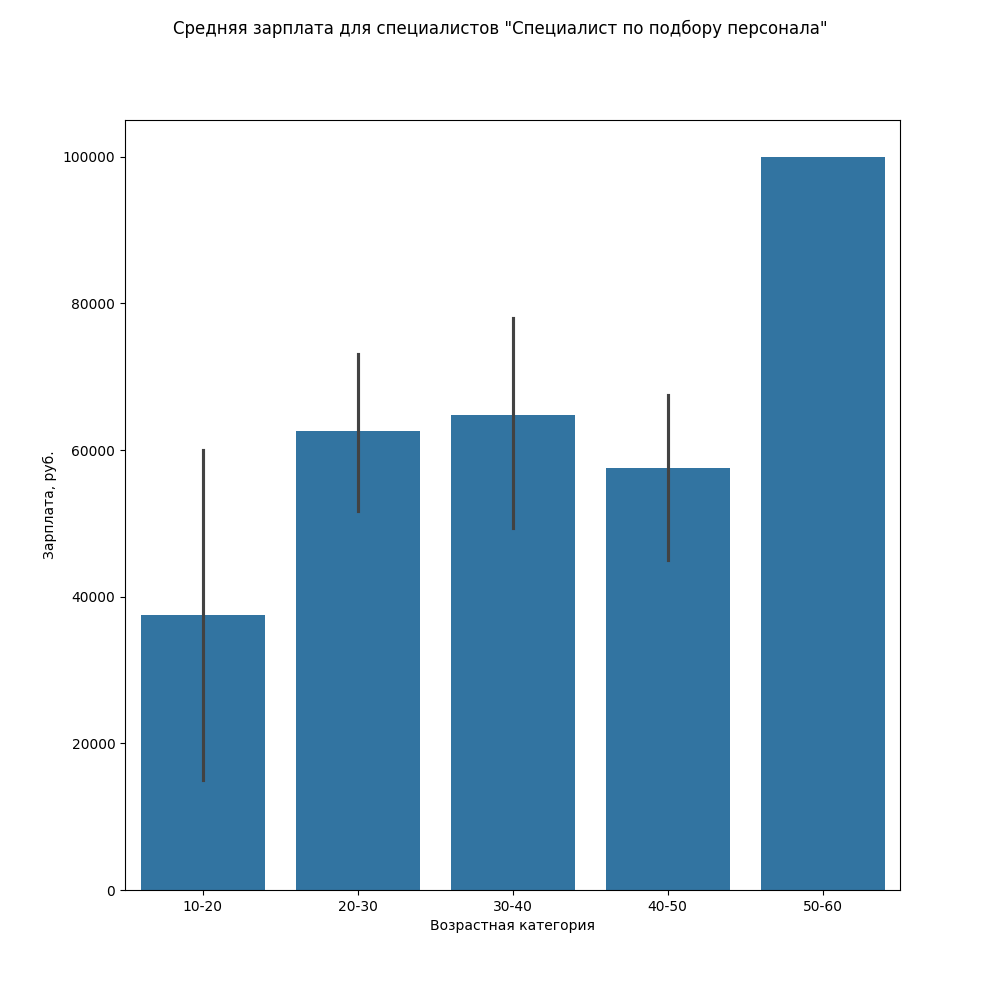 Средняя зарплата для специалистов "Специалист по подбору персонала"
100000
80000
60000
40000
20000
0
Зарплата, руб.
10-20 20-30 30-40 40-50 50-60
Возрастная категория